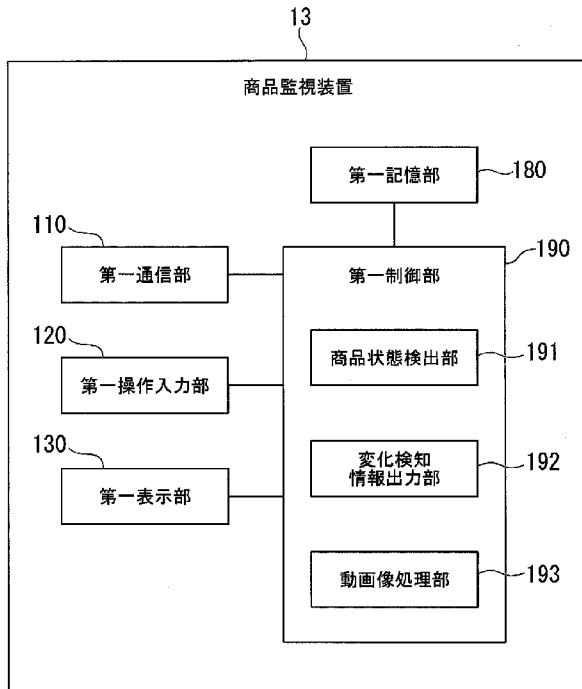 13
商品監視装置
第一記憶部
180
110
第一通信部
190
第一制御部
120
第一操作入力部
商品状態検出部
191
130
第一表示部
変化検知
情報出力部
192
動画像処理部
193